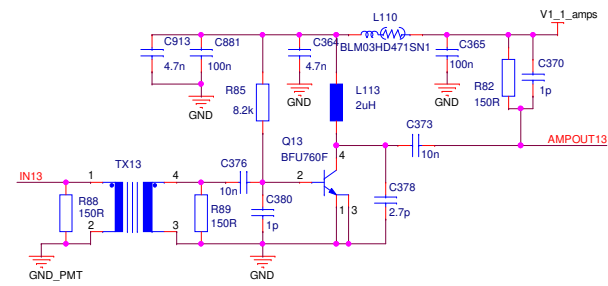 L110
V1_1_amps
C913
4.7n
C881
100n
C364
4.7n
BLM03HD471SN1
C365
100n
C370
1p
R82
150R
GND
GND
GND
R85
8.2k
L113
2uH
Q13
BFU760F
C373
10n
AMPOUT13
4
IN13
TX13
1
4
C376
10n
2
R88
150R
R89
150R
C380
1p
C378
2.7p
1
3
2
3
GND_PMT
GND